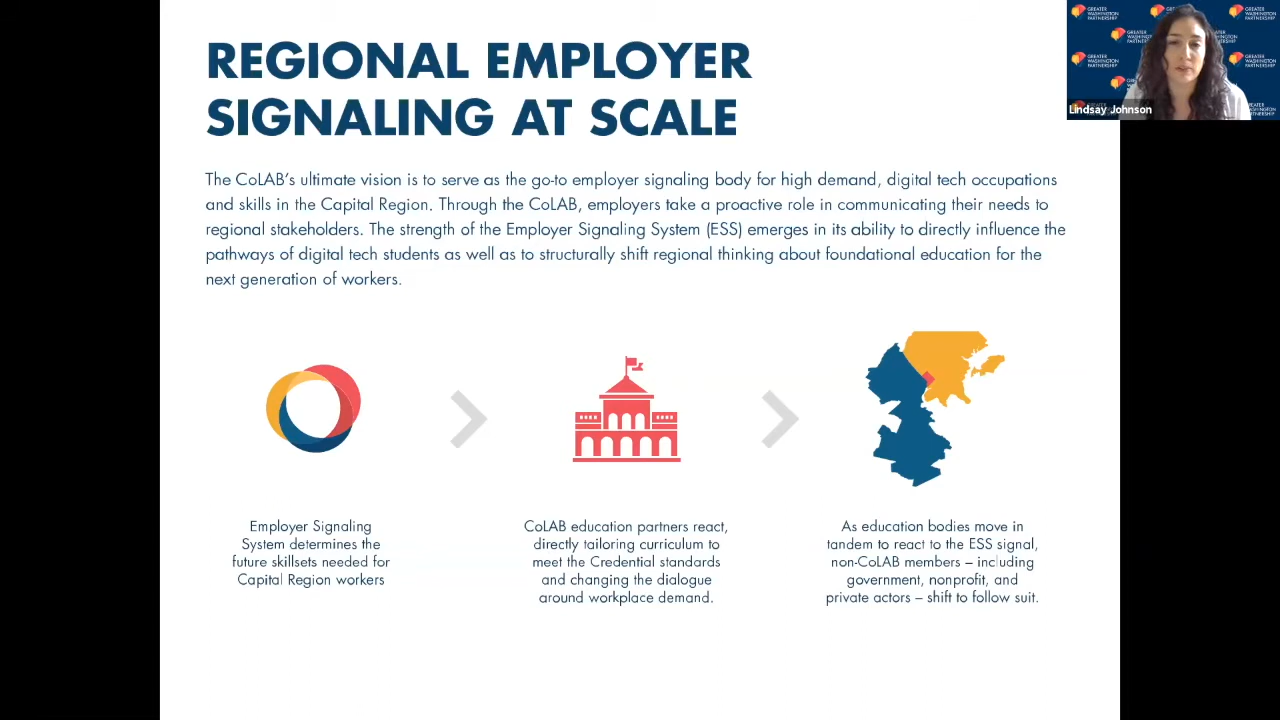 REGIONAL EMPLOYER
SIGNALING AT SCALE
The CoLAB's ultimate vision is to serve as the go-to employer signaling body for high demand, digital tech occupations
and skills in the Capital Region. Through the CoLAB, employers take a proactive role in communicating their needs to
regional stakeholders. The strength of the Employer Signaling System (ESS) emerges in its ability to directly influence the
pathways of digital tech students as well as to structurally shift regional thinking about foundational education for the
next generation of workers.
Employer Signaling
System determines the
future skillsets needed for
Capital Region workers
CoLAB education partners react,
directly tailoring curriculum to
meet the Credential standards
and changing the dialogue
around workplace demand.
As education bodies move in
tandem to react to the ESS signal,
non-CoLAB members – including
government, nonprofit, and
private actors – shift to follow suit.
GREATER
WASHINGTON
PARTNERSHIP
Lindsay Johnson